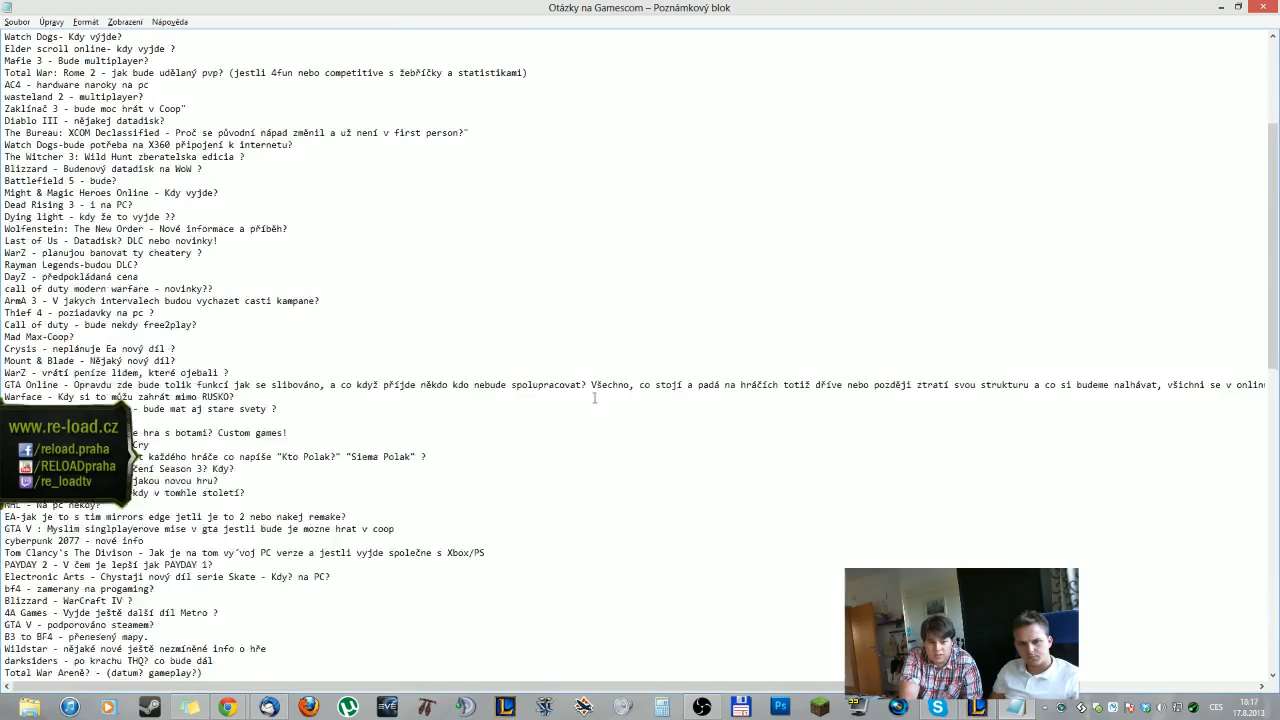 Otázky na Gamescom – Poznámkový blok
Soubor Úpravy Formát Zobrazení Nápověda
Watch Dogs- Kdy výjde?
Elder scroll online- kdy vyjde ?
Mafie 3 - Bude multiplayer?
Total War: Rome 2 - jak bude udělaný pvp? (jestli 4fun nebo competitive s žebříčky a statistikami)
AC4 - hardware naroky na pc
wasteland 2 - multiplayer?
Zaklínač 3 - bude moc hrát v Coop"
Diablo III - nějakej datadisk?
The Bureau: XCOM Declassified - Proč se původní nápad změnil a už není v first person?"
Watch Dogs-bude potřeba na X360 připojení k internetu?
The Witcher 3: Wild Hunt zberatelska edicia ?
Blizzard - Budenový datadisk na WoW ?
Battlefield 5 - bude?
Might & Magic Heroes Online - Kdy vyjde?
Dead Rising 3 - i na PC?
Dying light - kdy že to vyjde ??
Wolfenstein: The New Order - Nové informace a příběh?
Last of Us - Datadisk? DLC nebo novinky!
WarZ - planujou banovat ty cheatery ?
Rayman Legends-budou DLC?
DayZ - předpokládaná cena
call of duty modern warfare - novinky??
ArmA 3 - V jakych intervalech budou vychazet casti kampane?
Thief 4 - poziadavky na pc ?
Call of duty - bude nekdy free2play?
Mad Max-Coop?
Crysis - neplánuje Ea nový díl ?
Mount & Blade - Nějaký nový díl?
WarZ - vrátí peníze lidem, které ojebali ?
GTA Online - Opravdu zde bude tolik funkcí jak se slibováno, a co když příjde někdo kdo nebude spolupracovat? Všechno, co stojí a padá na hráčích totiž dříve nebo později ztratí svou strukturu a co si budeme nalhávat, všichni se v onlin
Warface - Kdy si to můžu zahrát mimo RUSKO?
- bude mat aj stare svety ?
e hra s botami? Custom games!
Cry
t každého hráče co napíše "Kto Polak?" "Siema Polak" ?
čení Season 3? Kdy?
jakou novou hru?
kdy v tomhle století?
NHL - Na pc nekdy?
EA-jak je to s tim mirrors edge jetli je to 2 nebo nakej remake?
GTA V : Myslim singlplayerove mise v gta jestli bude je mozne hrat v coop
cyberpunk 2077 - nové info
Tom Clancy's The Divison - Jak je na tom vy´voj PC verze a jestli vyjde společne s Xbox/PS
PAYDAY 2 - V čem je lepší jak PAYDAY 1?
Electronic Arts - Chystaji nový díl serie Skate - Kdy? na PC?
bf4 - zamerany na progaming?
Blizzard - WarCraft IV ?
4A Games - Vyjde ještě další díl Metro ?
GTA V - podporováno steamem?
B3 to BF4 - přenesený mapy.
Wildstar - nějaké nové ještě nezmíněné info o hře
darksiders - po krachu THQ? co bude dál
Total War Areně? - (datum? gameplay?)
www.re-load.cz
/reload.praha
/RELOADpraha
/re_loadtv
CES
18:17
17.8.2013